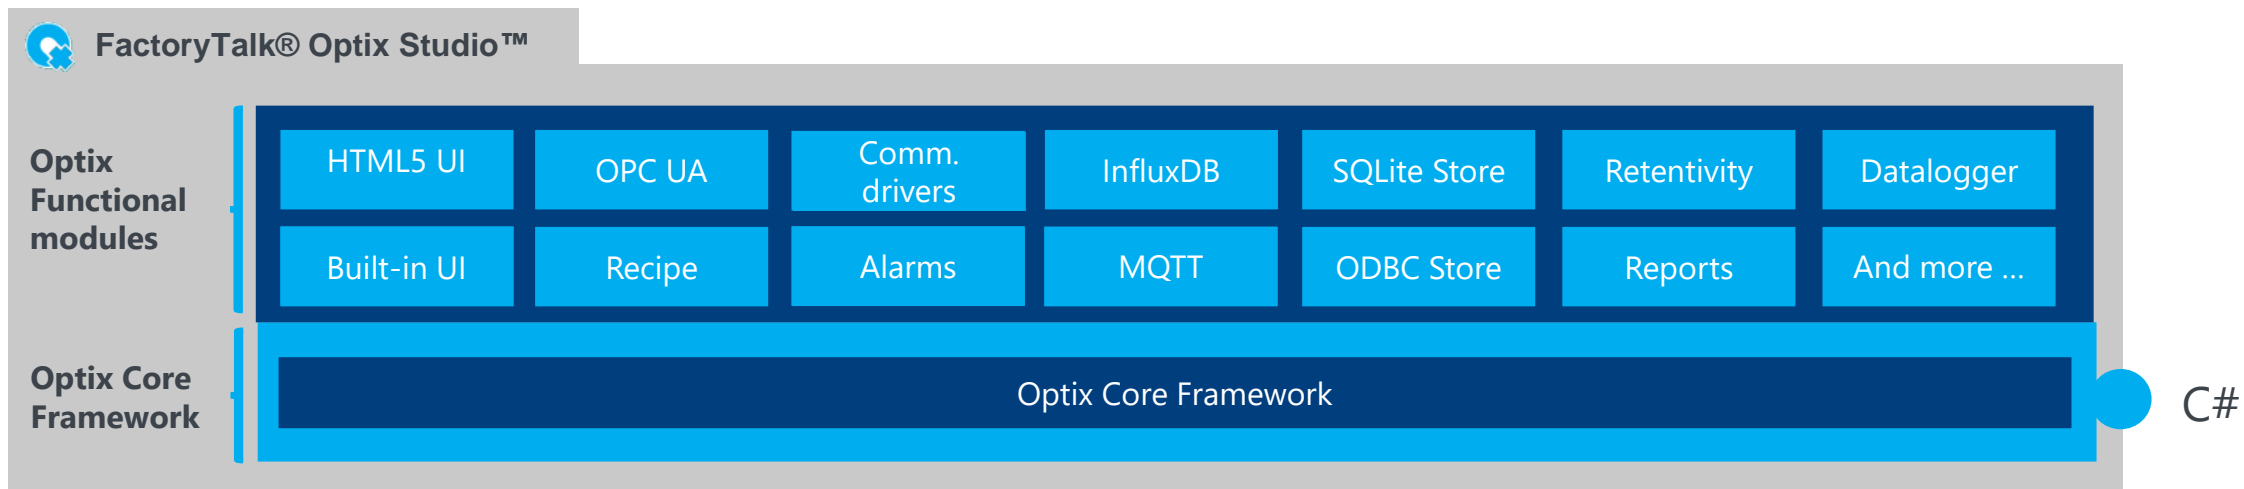 FactoryTalk® Optix Studio™
Optix
Functional
modules
HTML5 UI
OPC UA
Comm.
drivers
InfluxDB
SQLite Store
Retentivity
Datalogger
Built-in UI
Recipe
Alarms
MQTT
ODBC Store
Reports
And more ...
Optix Core
Framework
Optix Core Framework
C#